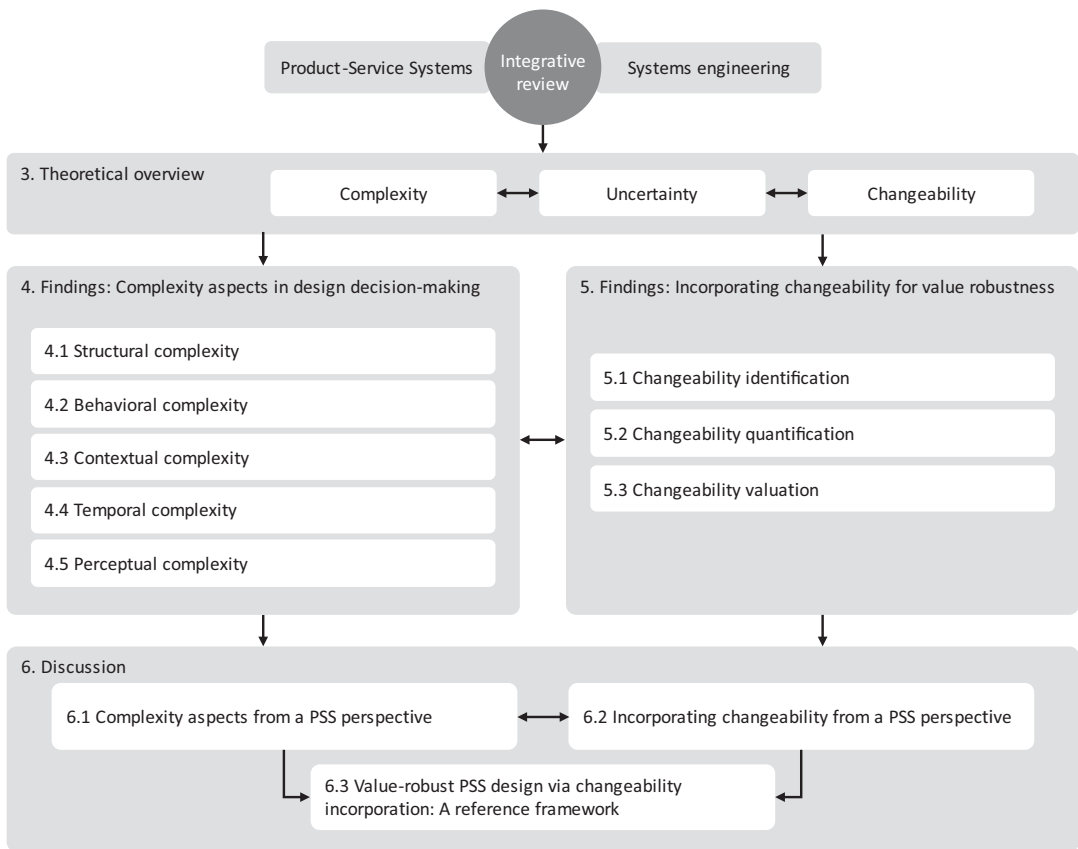 Product-Service Systems
Integrative
review
Systems engineering
3. Theoretical overview
Complexity
Uncertainty
Changeability
4. Findings: Complexity aspects in design decision-making
4.1 Structural complexity
4.2 Behavioral complexity
4.3 Contextual complexity
4.4 Temporal complexity
4.5 Perceptual complexity
5. Findings: Incorporating changeability for value robustness
5.1 Changeability identification
5.2 Changeability quantification
5.3 Changeability valuation
6. Discussion
6.1 Complexity aspects from a PSS perspective
6.2 Incorporating changeability from a PSS perspective
6.3 Value-robust PSS design via changeability
incorporation: A reference framework